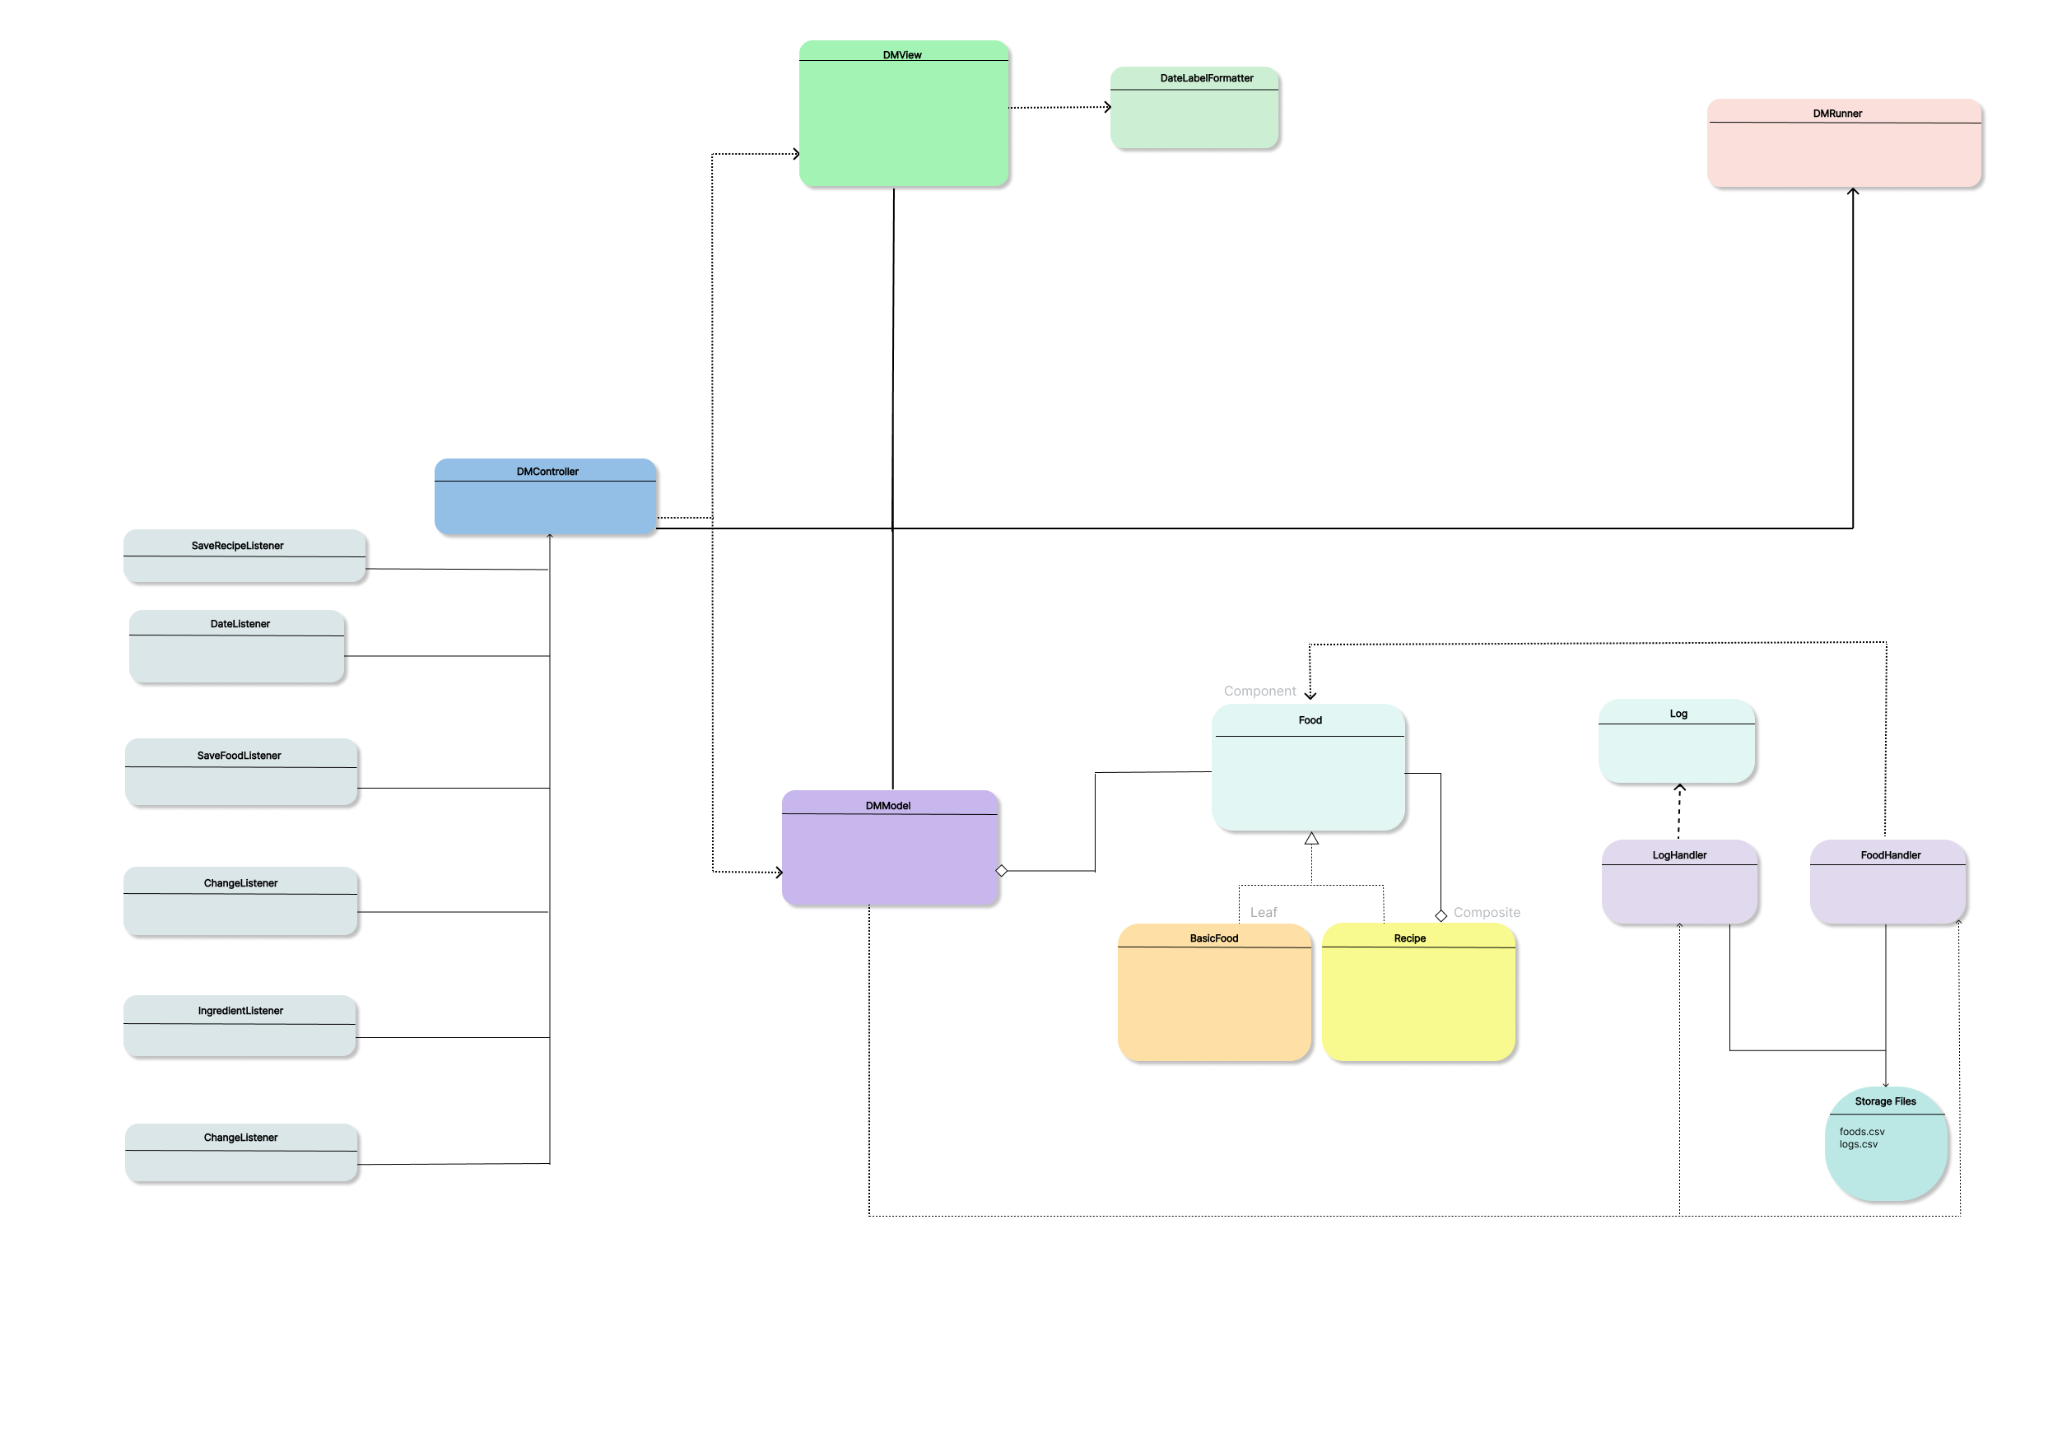 DMView
DateLabelFormatter
DMRunner
DMController
SaveRecipeListener
DateListener
SaveFoodListener
ChangeListener
IngredientListener
ChangeListener
DMModel
Component
Food
Leaf
Composite
BasicFood
Recipe
Log
LogHandler
FoodHandler
Storage Files
foods.csv
logs.csv